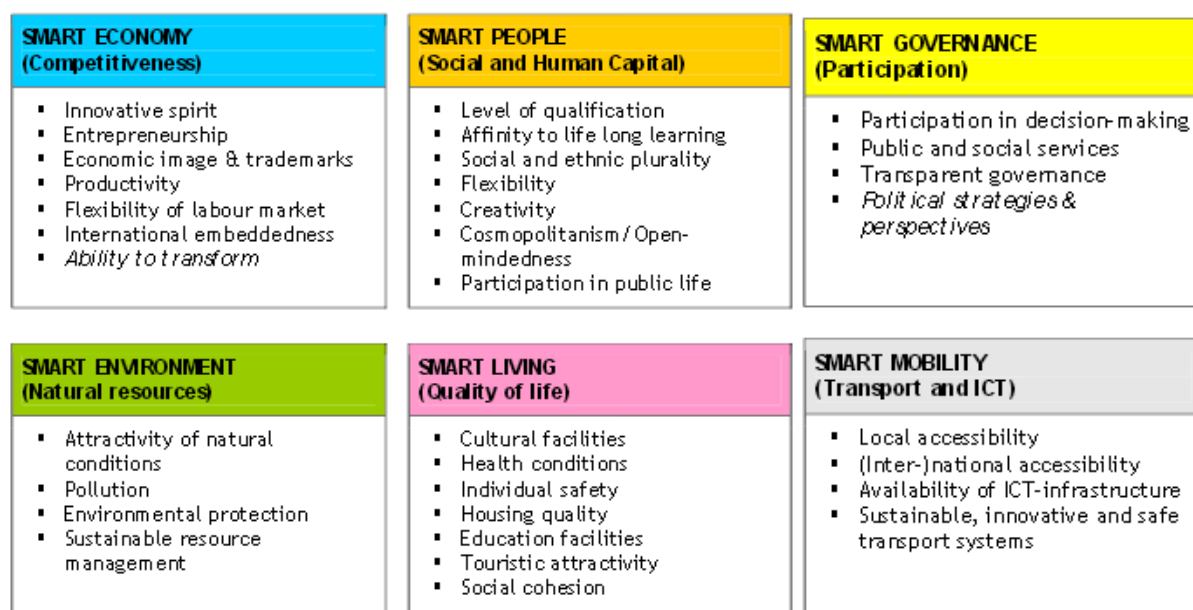 SMART ECONOMY
(Competitiveness)
▪ Innovative spirit
▪ Entrepreneurship
▪ Economic image & trademarks
▪ Productivity
▪ Flexibility of labour market
▪ International embeddedness
▪ Ability to transform
SMART PEOPLE
(Social and Human Capital)
▪ Level of qualification
▪ Affinity to life long learning
▪ Social and ethnic plurality
▪ Flexibility
▪ Creativity
▪ Cosmopolitanism/Open-
mindedness
▪ Participation in public life
SMART GOVERNANCE
(Participation)
▪ Participation in decision-making
▪ Public and social services
▪ Transparent governance
▪ Political strategies &
perspectives
SMART ENVIRONMENT
(Natural resources)
▪ Attractivity of natural
conditions
▪ Pollution
▪ Environmental protection
▪ Sustainable resource
management
SMART LIVING
(Quality of life)
▪ Cultural facilities
▪ Health conditions
▪ Individual safety
▪ Housing quality
▪ Education facilities
▪ Touristic attractivity
▪ Social cohesion
SMART MOBILITY
(Transport and ICT)
▪ Local accessibility
▪ (Inter-)national accessibility
▪ Availability of ICT-infrastructure
▪ Sustainable, innovative and safe
transport systems